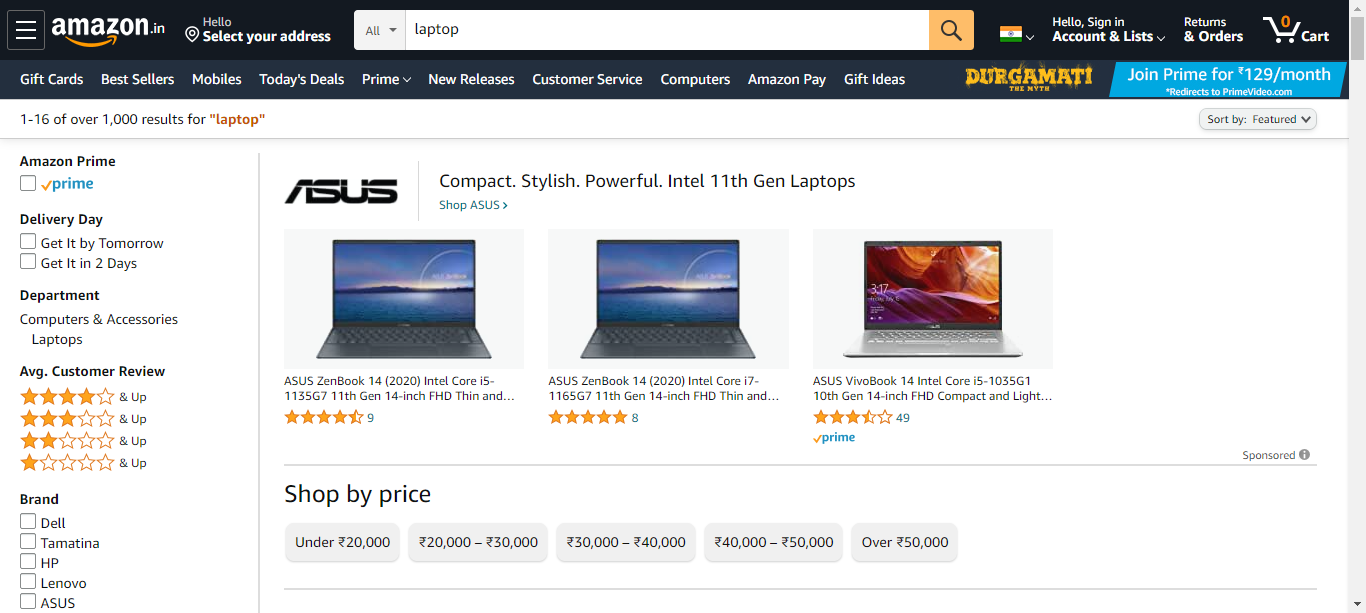 amazon.in
Hello
Select your address
All
laptop
Hello, Sign in
Account & Lists
Returns
& Orders
0
Cart
Gift Cards
Best Sellers
Mobiles
Today's Deals
Prime
New Releases
Customer Service
Computers
Amazon Pay
Gift Ideas
DURGAMATI
THE MYTH
Join Prime for ₹129/month
*Redirects to PrimeVideo.com
1-16 of over 1,000 results for "laptop"
Sort by: Featured
Amazon Prime
prime
Delivery Day
Get It by Tomorrow
Get It in 2 Days
Department
Computers & Accessories
Laptops
Avg. Customer Review
& Up
& Up
& Up
& Up
Brand
Dell
Tamatina
HP
Lenovo
ASUS
ASUS
Compact. Stylish. Powerful. Intel 11th Gen Laptops
Shop ASUS
ASUS ZenBook 14 (2020) Intel Core i5-
1135G7 11th Gen 14-inch FHD Thin and...
9
ASUS ZenBook 14 (2020) Intel Core i7-
1165G7 11th Gen 14-inch FHD Thin and...
8
3:17
ASUS VivoBook 14 Intel Core i5-1035G1
10th Gen 14-inch FHD Compact and Light...
49
prime
Sponsored
Shop by price
Under ₹20,000
₹20,000 – ₹30,000
₹30,000 – ₹40,000
₹40,000 – ₹50,000
Over ₹50,000